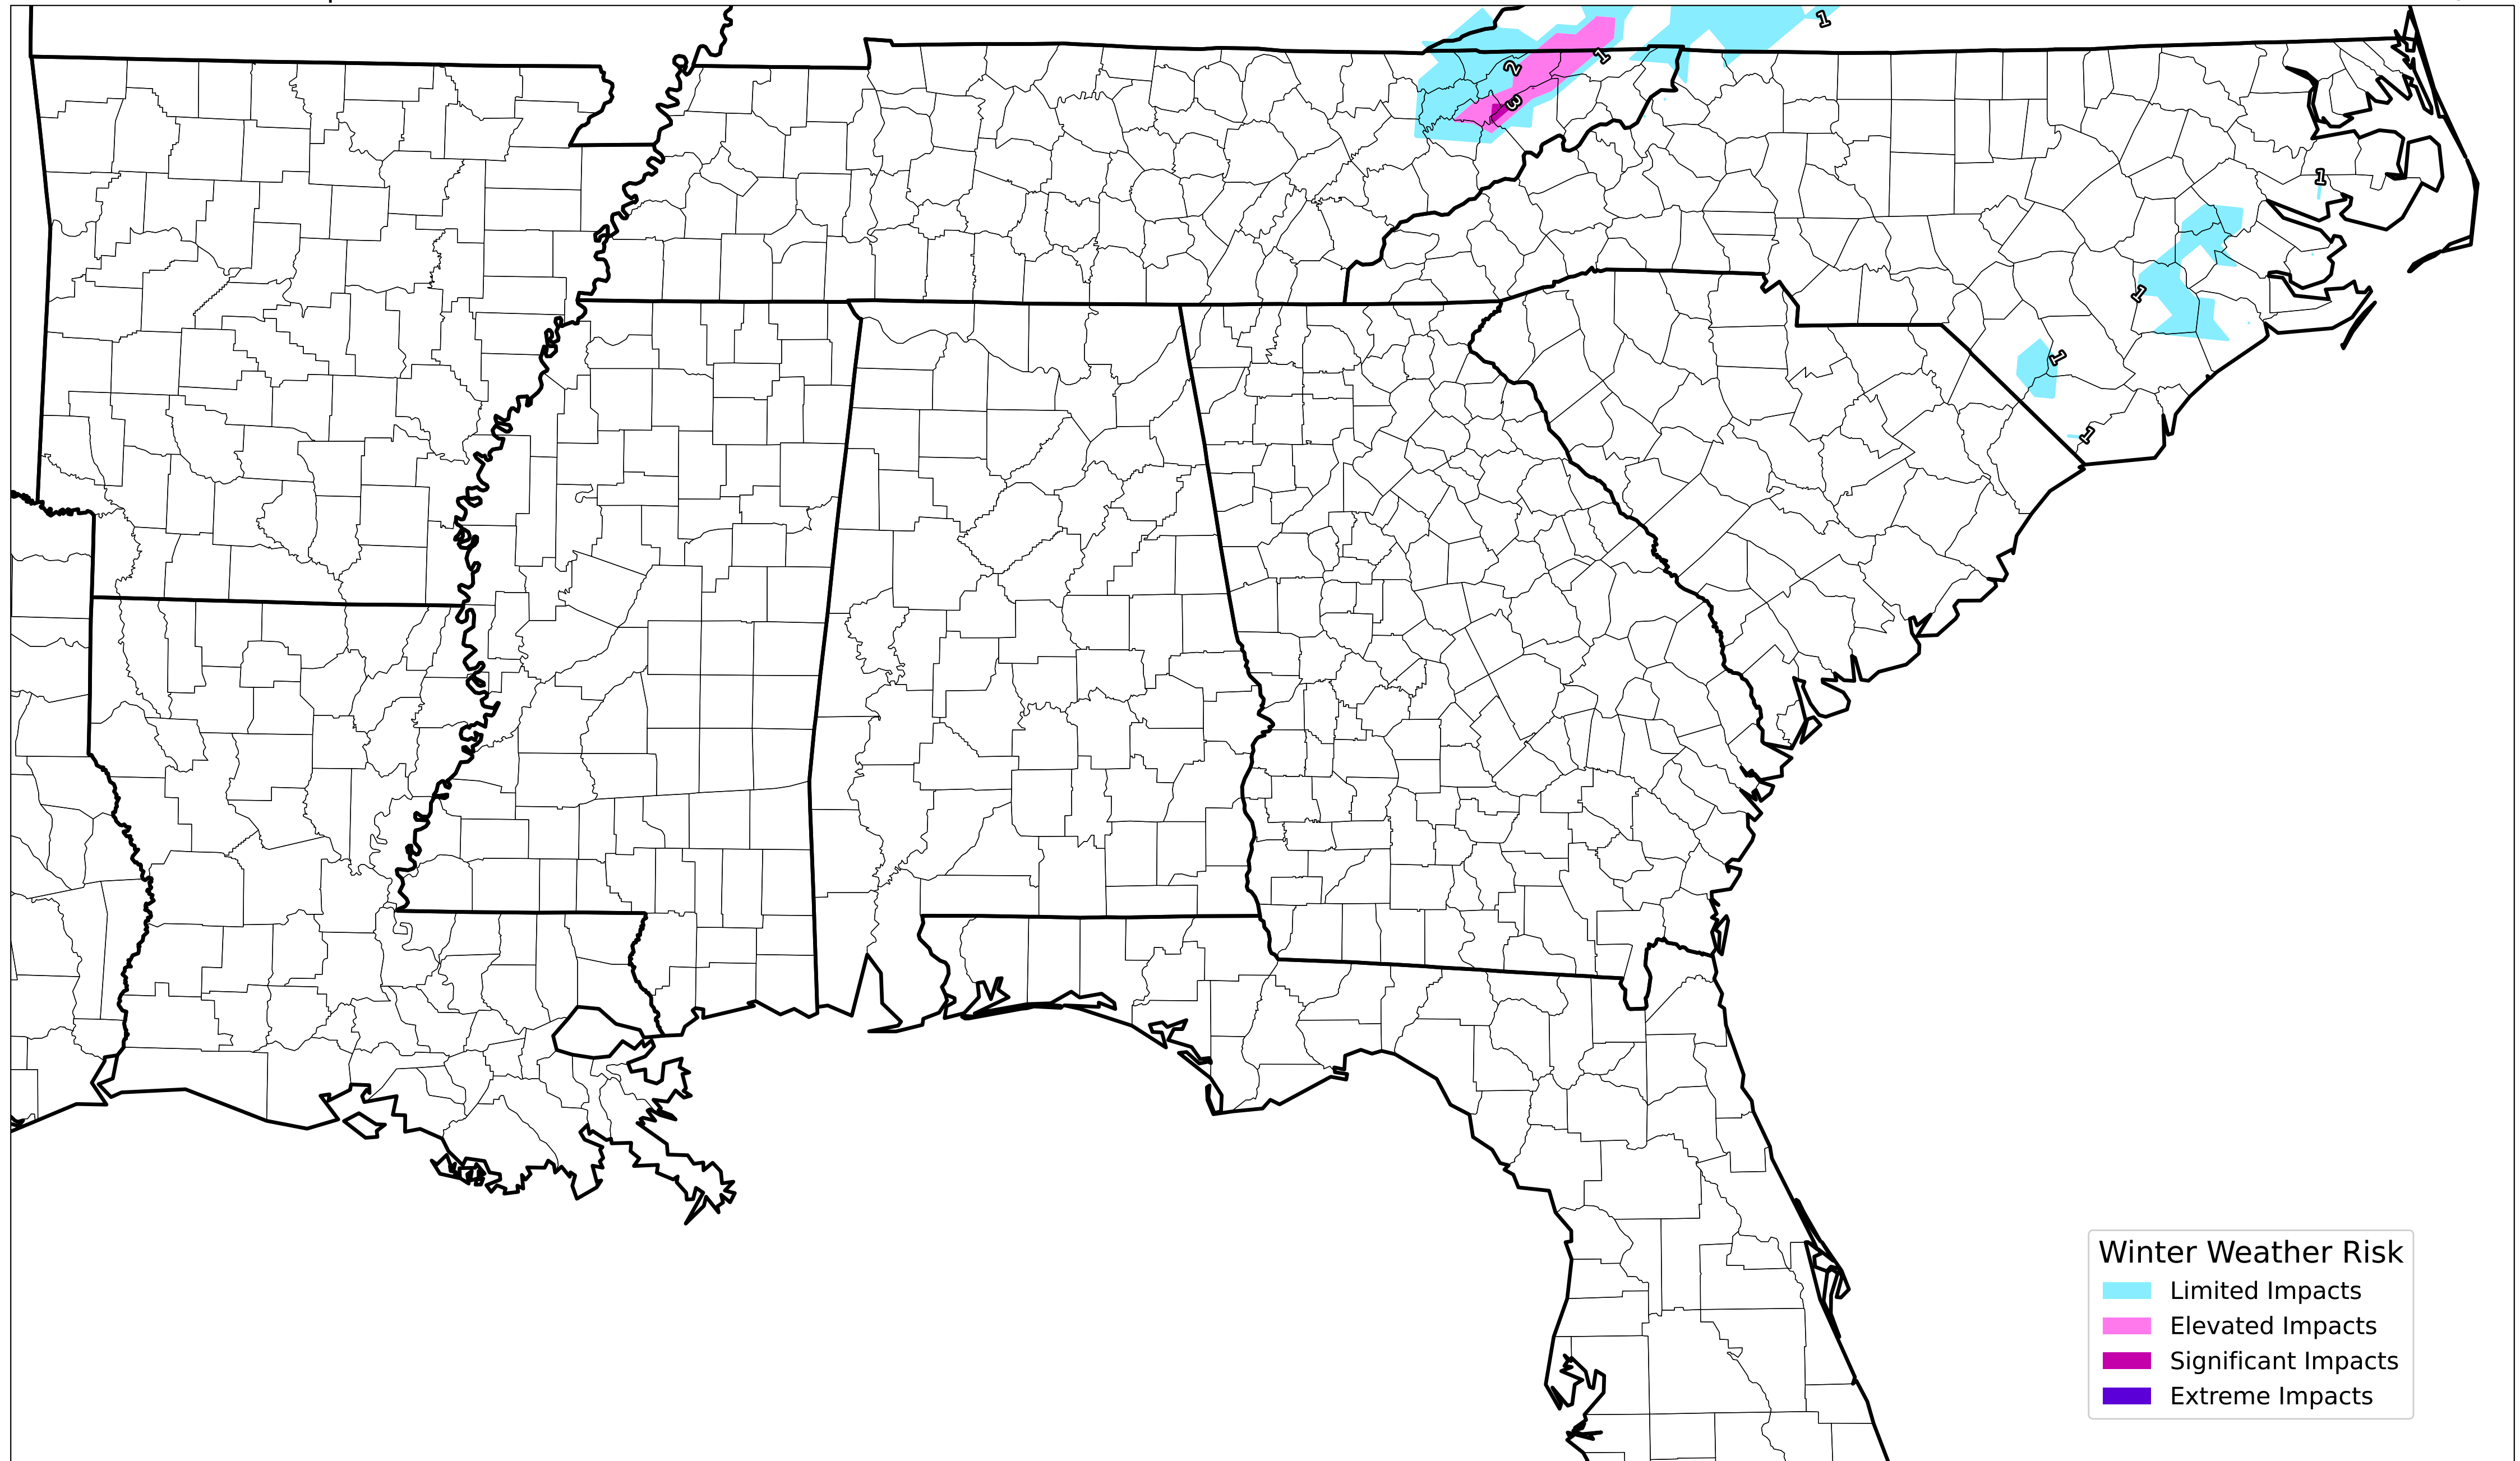 1
1
2
3
1
1
1
1
Winter Weather Risk
Limited Impacts
Elevated Impacts
Significant Impacts
Extreme Impacts